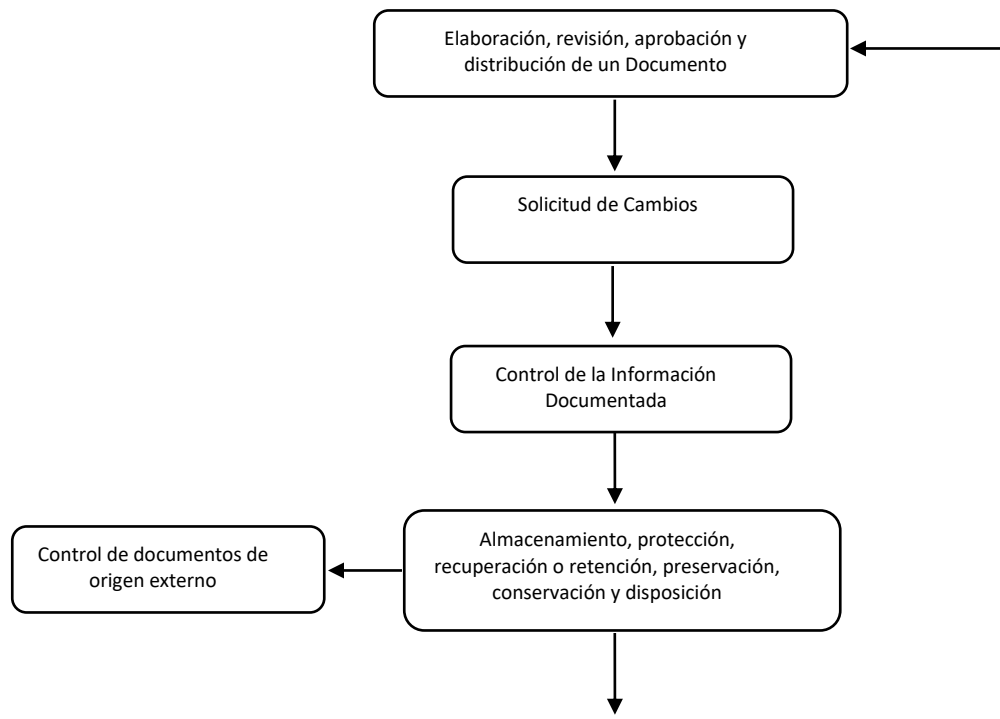 Elaboración, revisión, aprobación y
distribución de un Documento
Solicitud de Cambios
Control de la Información
Documentada
Almacenamiento, protección,
recuperación o retención, preservación,
conservación y disposición
Control de documentos de
origen externo